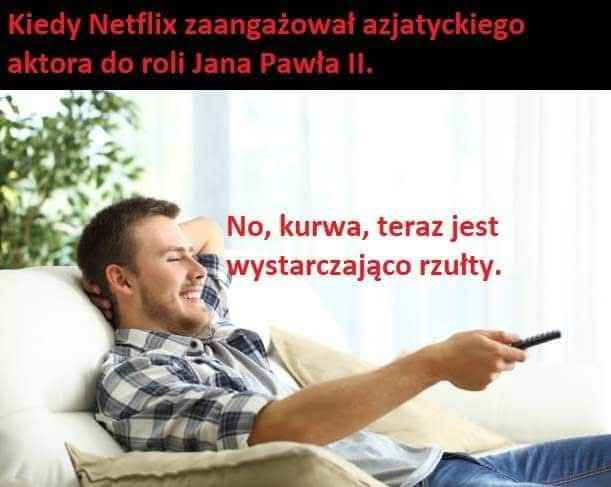 Kiedy Netflix zaangażował azjatyckiego
aktora do roli Jana Pawła II.
No, kurwa, teraz jest
wystarczająco rzułty.